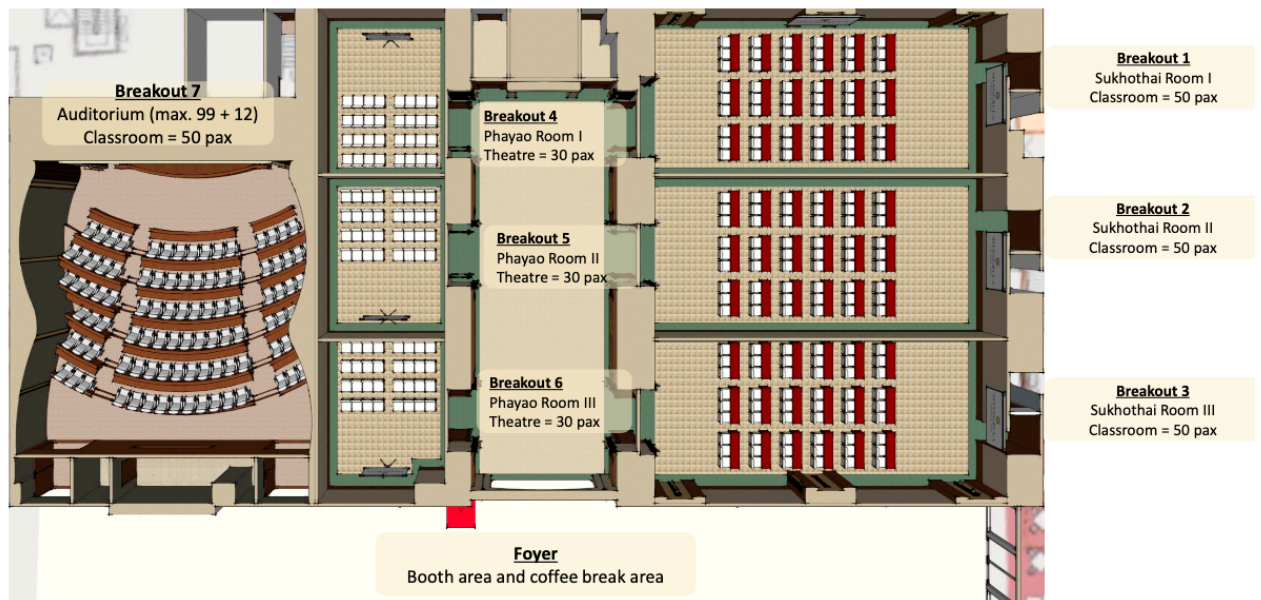 Breakout 7
Auditorium (max. 99 + 12)
Classroom = 50 pax
Breakout 4
Phayao Room I
Theatre = 30 pax
Breakout 1
Sukhothai Room I
Classroom = 50 pax
Breakout 5
Phayao Room II
Theatre = 30 pax
Breakout 2
Sukhothai Room II
Classroom = 50 pax
Breakout 6
Phayao Room III
Theatre = 30 pax
Breakout 3
Sukhothai Room III
Classroom = 50 pax
Foyer
Booth area and coffee break area